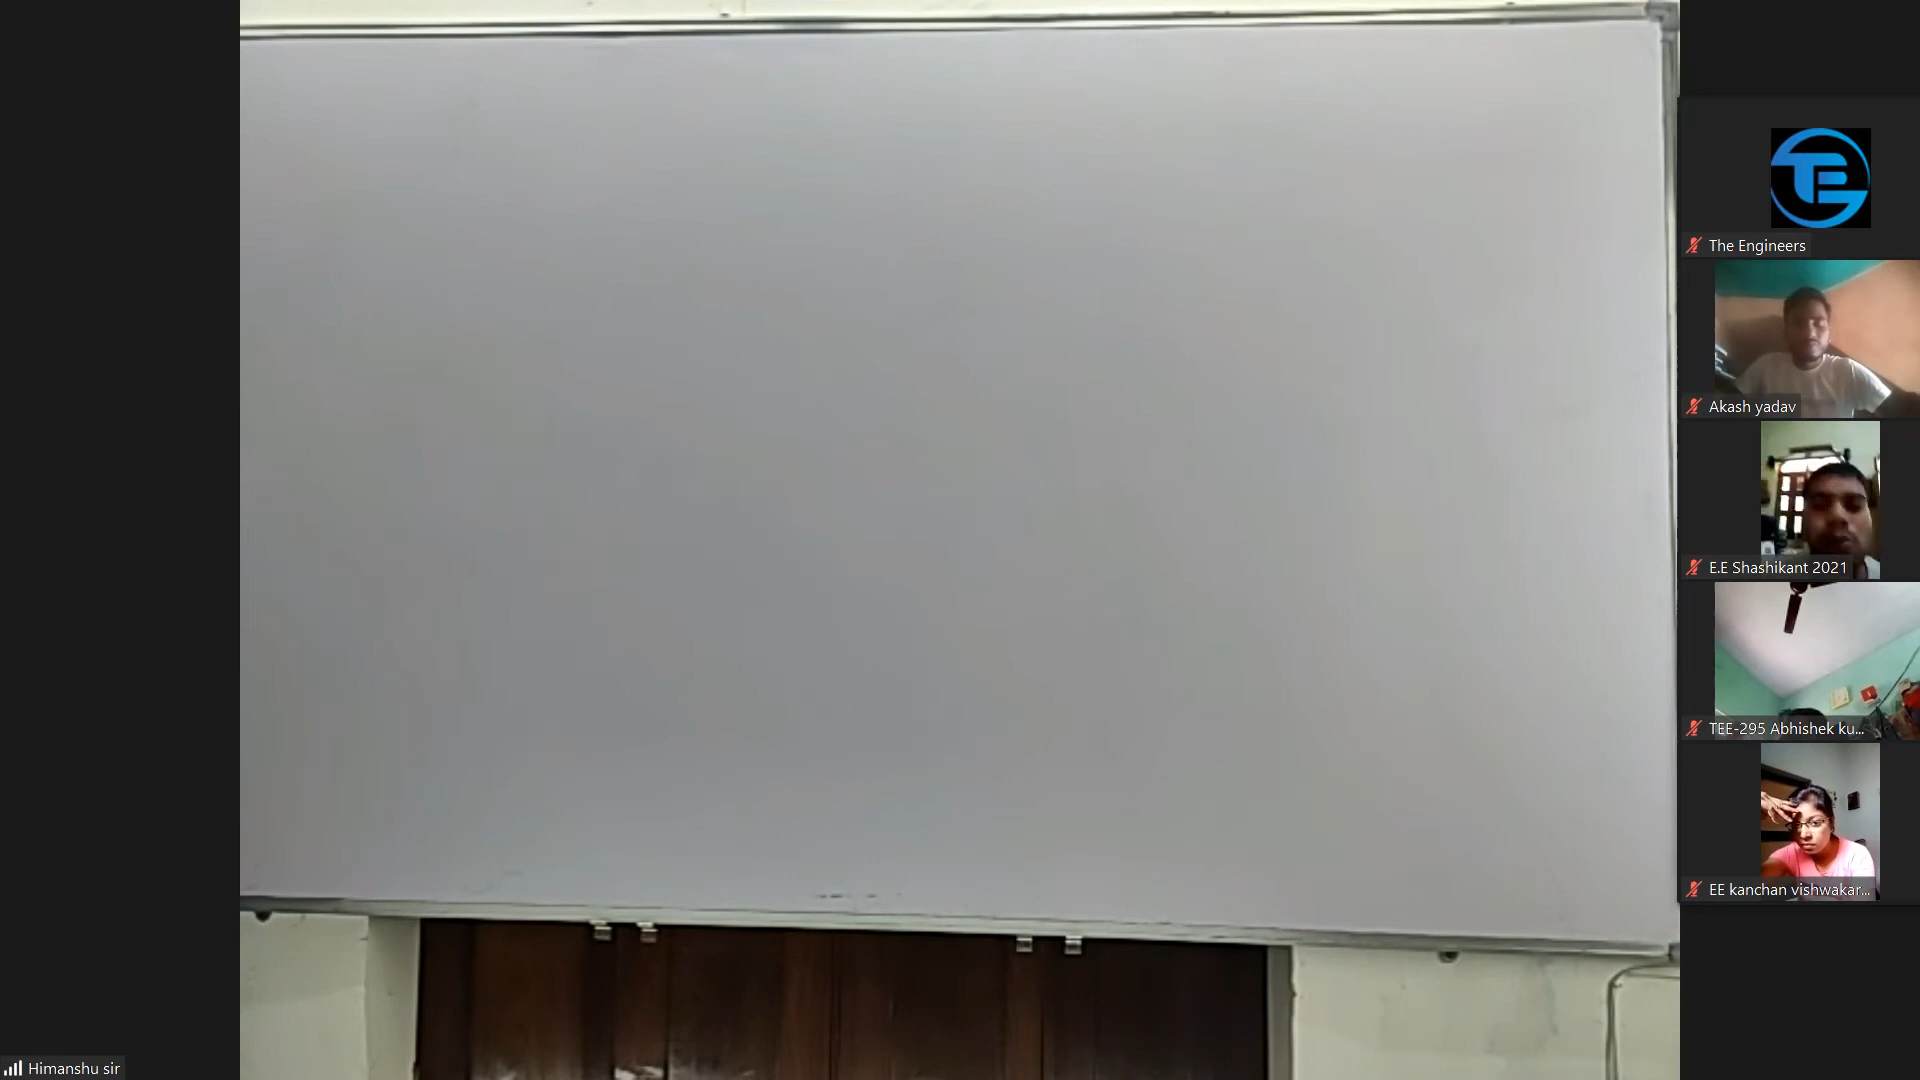 The Engineers
Akash yadav
E.E Shashikant 2021
TEE-295 Abhishek ku...
EE kanchan vishwakar...
Himanshu sir